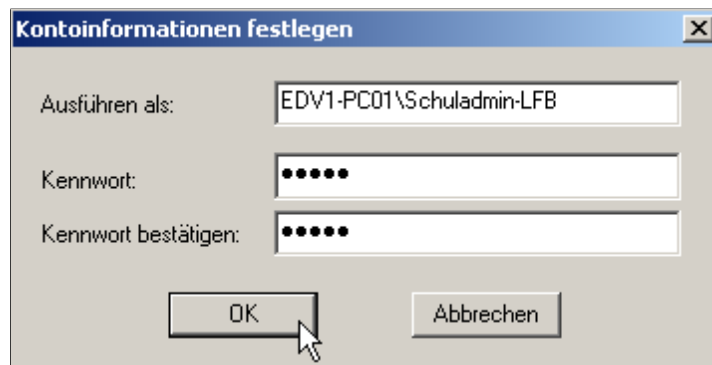 Kontoinformationen festlegen
Ausführen als: EDV1-PC01\Schuladmin-LFB
Kennwort: •••••
Kennwort bestätigen: •••••
OK Abbrechen